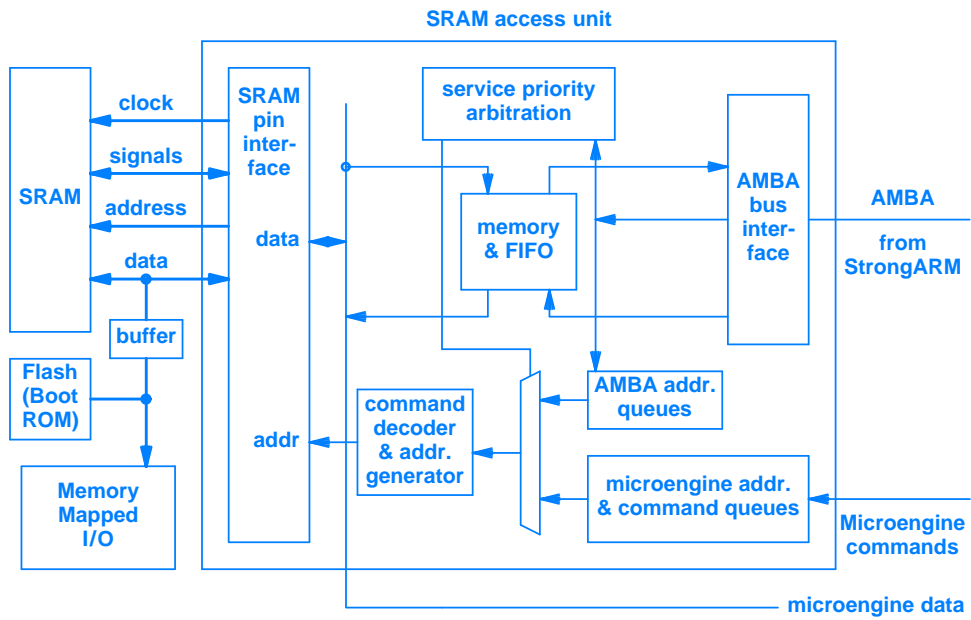 SRAM access unit
SRAM
clock
signals
address
data
buffer
Flash
(Boot
ROM)
Memory
Mapped
I/O
SRAM
pin
inter-
face
data
addr
service priority
arbitration
memory
& FIFO
AMBA
bus
inter-
face
AMBA
from
StrongARM
AMBA addr.
queues
command
decoder
& addr.
generator
microengine addr.
& command queues
Microengine
commands
microengine data